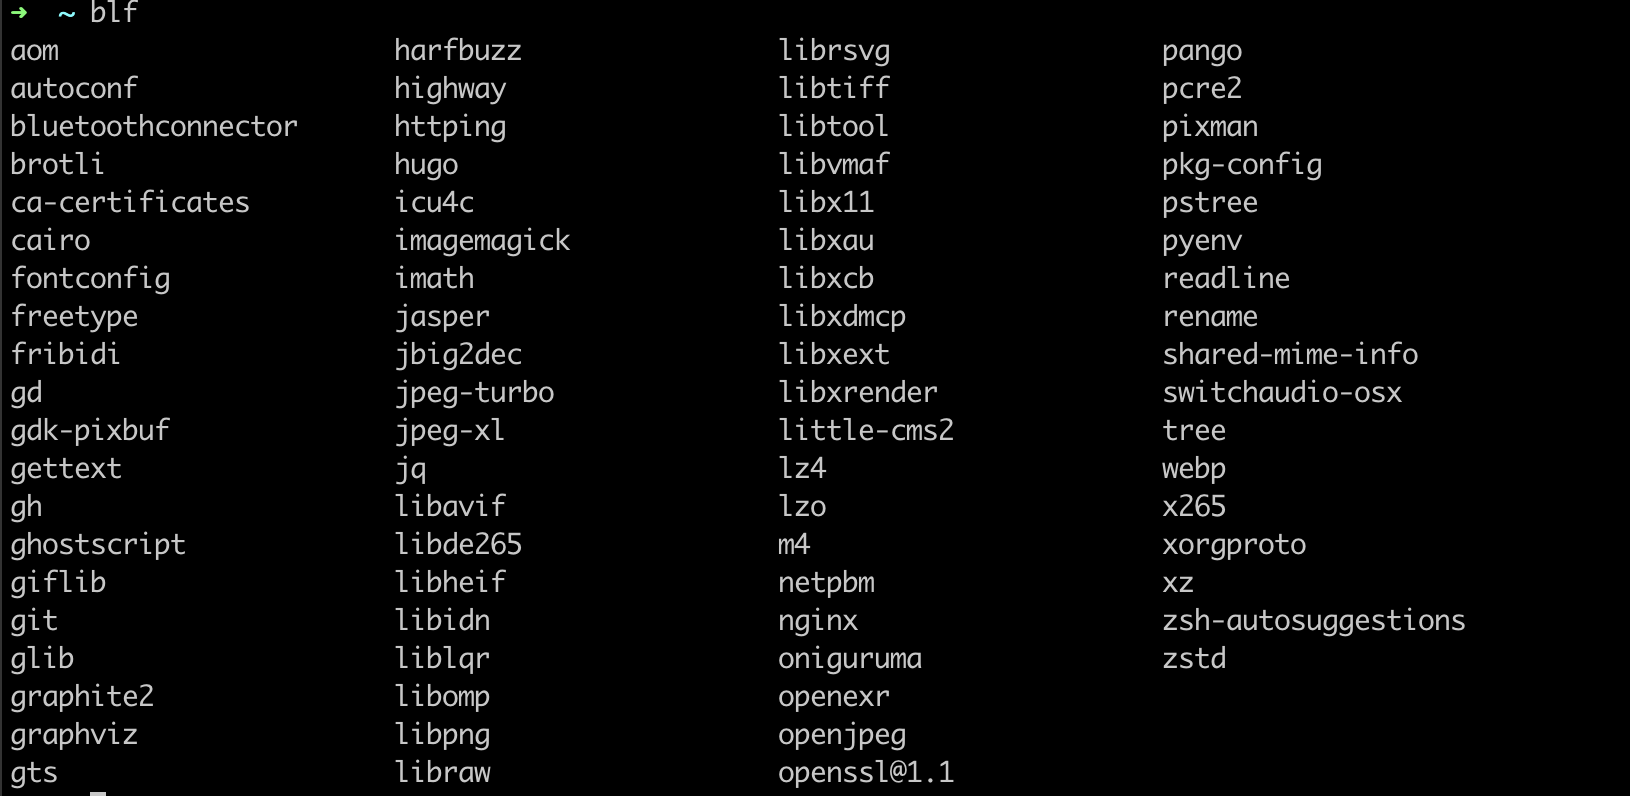 ➜ ~ blf
aom harfbuzz librsvg pango
autoconf highway libtiff pcre2
bluetoothconnector httping libtool pixman
brotli hugo libvmaf pkg-config
ca-certificates icu4c libx11 pstree
cairo imagemagick libxau pyenv
fontconfig imath libxcb readline
freetype jasper libxdmcp rename
fribidi jbig2dec libxext shared-mime-info
gd jpeg-turbo libxrender switchaudio-osx
gdk-pixbuf jpeg-xl little-cms2 tree
gettext jq lz4 webp
gh libavif lzo x265
ghostscript libde265 m4 xorgproto
giflib libheif netpbm xz
git libidn nginx zsh-autosuggestions
glib liblqr oniguruma zstd
graphite2 libomp openexr
graphviz libpng openjpeg
gts libraw openssl@1.1